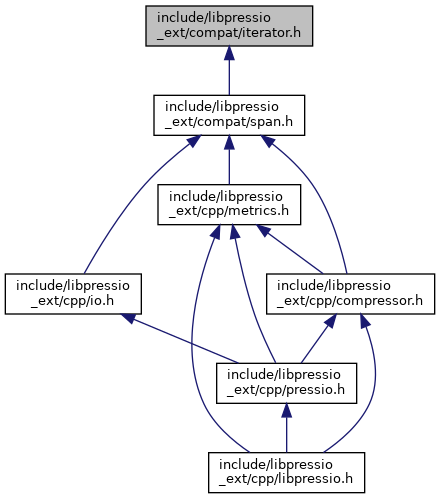 include/libpressio
_ext/compat/iterator.h
include/libpressio
_ext/compat/span.h
include/libpressio
_ext/cpp/metrics.h
include/libpressio
_ext/cpp/io.h
include/libpressio
_ext/cpp/compressor.h
include/libpressio
_ext/cpp/pressio.h
include/libpressio
_ext/cpp/libpressio.h